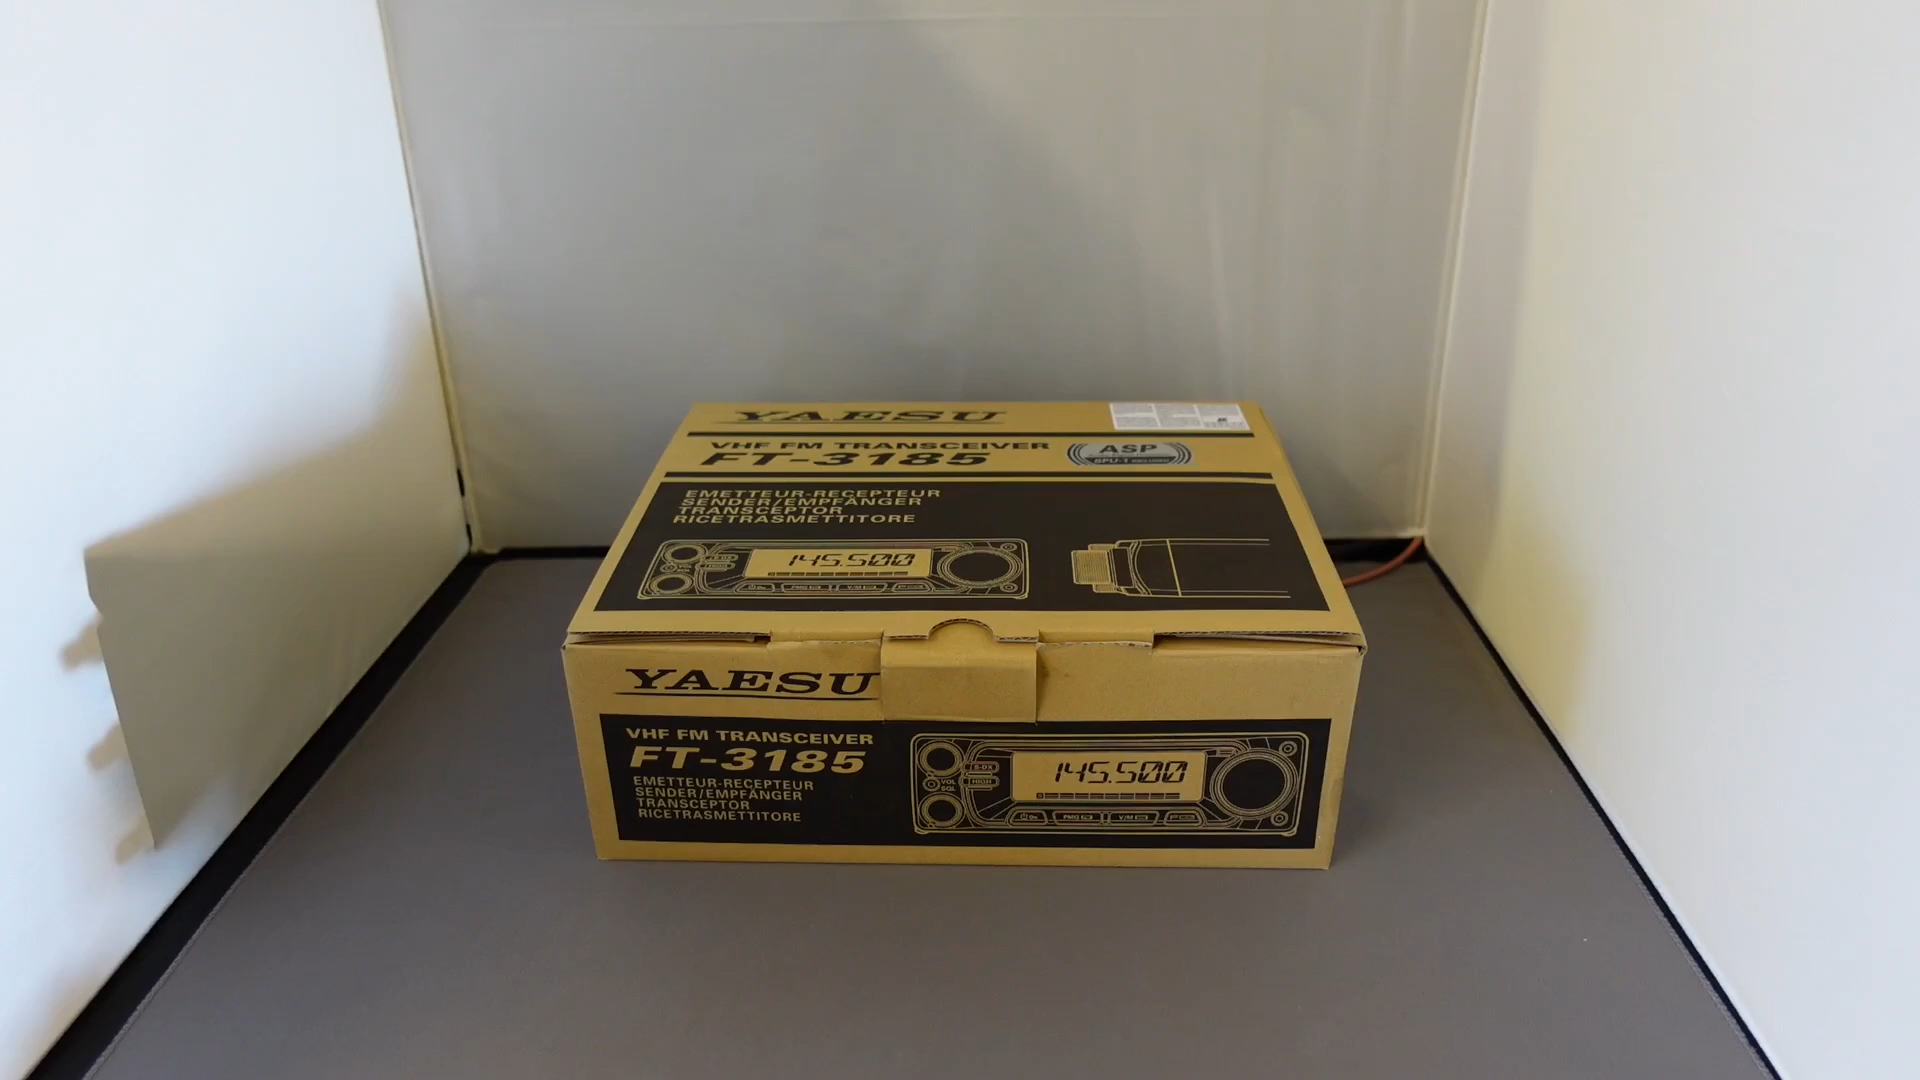 YAESU
VHF FM TRANSCEIVER
FT-3185
ASP
EMETTEUR-RECEPTEUR
SENDER/EMPFÄNGER
TRANSCEPTOR
RICETRASMETTITORE
145.500
YAESU
VHF FM TRANSCEIVER
FT-3185
EMETTEUR-RECEPTEUR
SENDER/EMPFÄNGER
TRANSCEPTOR
RICETRASMETTITORE
S-DX
HIGH
VOL
SQL
145.500